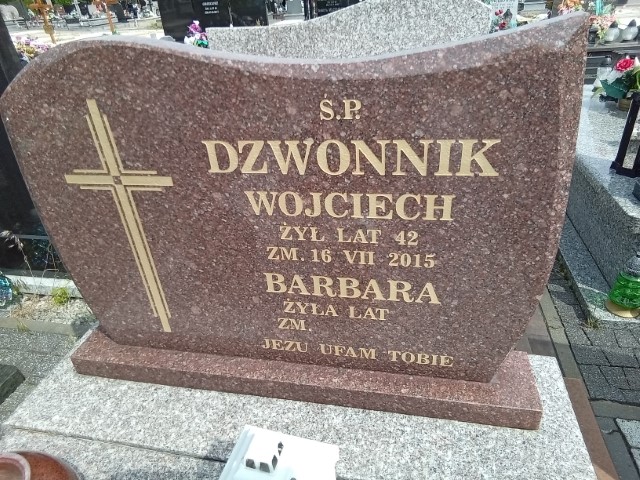 Ś.P.
DZWONNIK
WOJCIECH
ŻYŁ LAT 42
ZM. 16 VII 2015
BARBARA
ŻYŁA LAT
ZM.
JEZU UFAM TOBIE